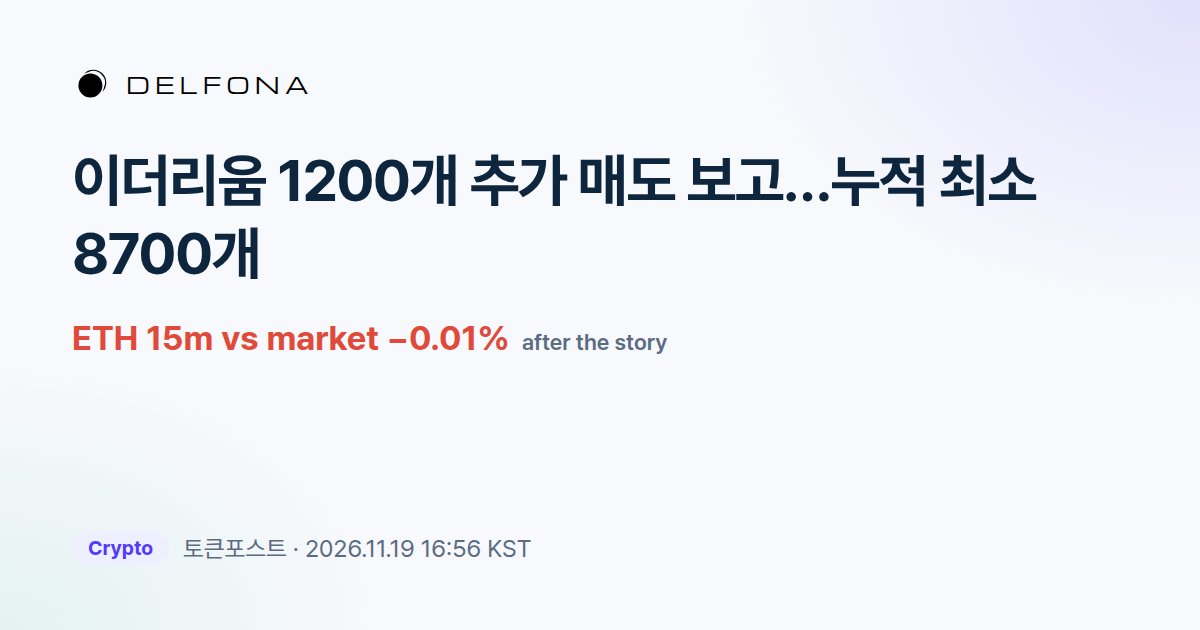 DELFONA
이더리움 1200개 추가 매도 보고…누적 최소
8700개
ETH 15m vs market −0.01% after the story
Crypto 토큰포스트 · 2026.11.19 16:56 KST